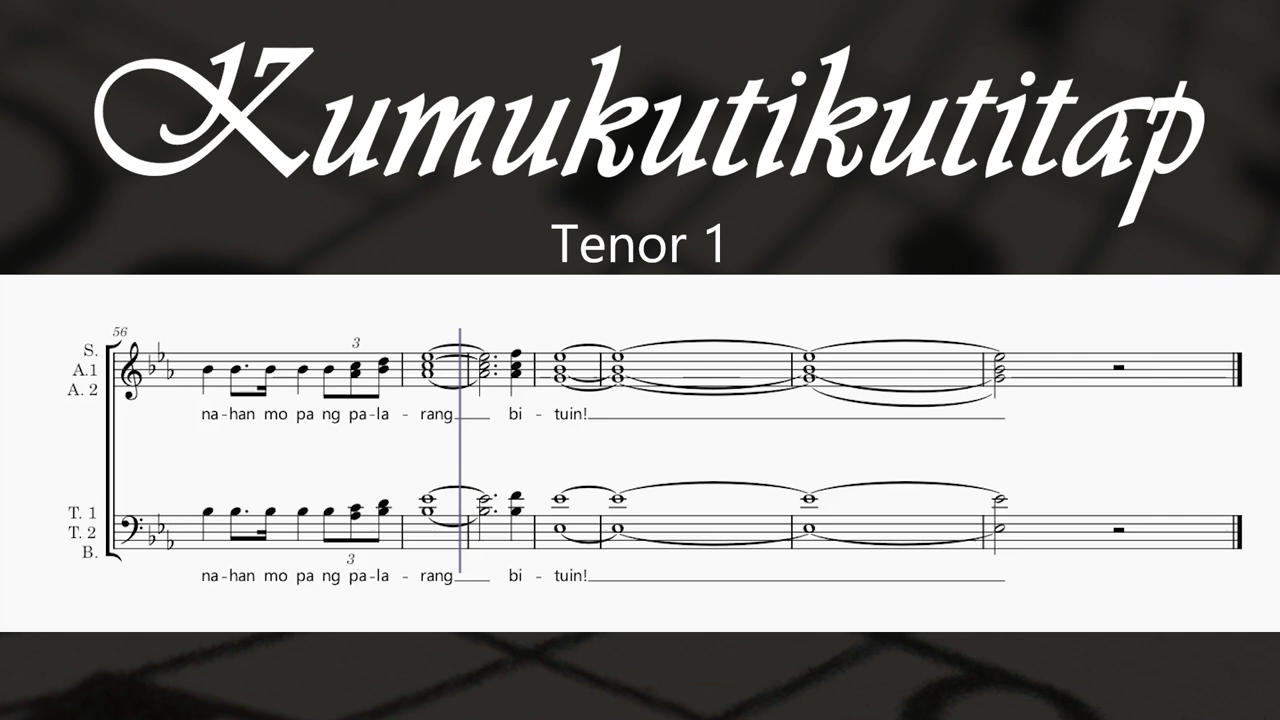 Kumukutikutitap
Tenor 1
56
S.
A.1
A. 2
3
na-han mo pa ng pa-la - rang bi - tuin!
T. 1
T. 2
B.
3
na-han mo pa ng pa-la - rang bi - tuin!